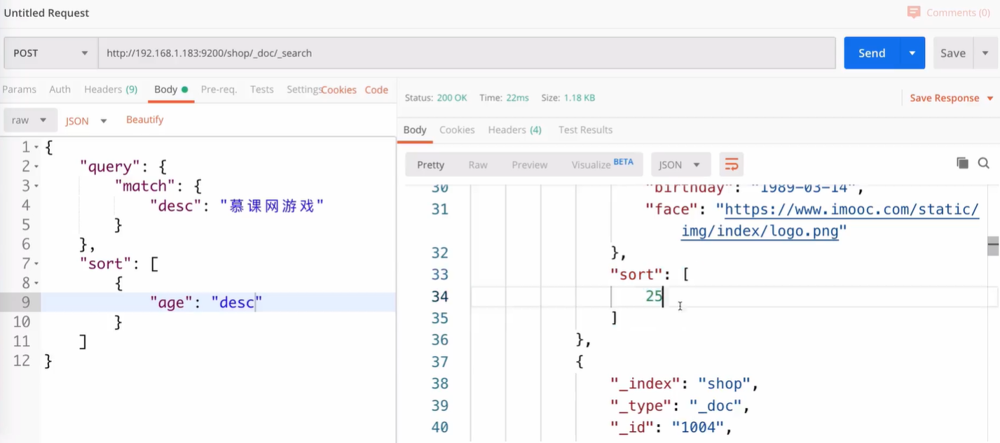 Untitled Request
Comments (0)
POST
http://192.168.1.183:9200/shop/_doc/_search
Send
Save
Params Auth Headers (9) Body Pre-req. Tests Settings Cookies Code
raw JSON Beautify
1 {
2 "query": {
3 "match": {
4 "desc": "慕课网游戏"
5 }
6 },
7 "sort": [
8 {
9 "age": "desc"
10 }
11 ]
12 }
Status: 200 OK Time: 22ms Size: 1.18 KB
Save Response
Body Cookies Headers (4) Test Results
Pretty Raw Preview Visualize BETA JSON
30 "birthday": "1989-03-14",
31 "face": "https://www.imooc.com/static/
img/index/logo.png"
32 },
33 "sort": [
34 25
35 ]
36 },
37 {
38 "_index": "shop",
39 "_type": "_doc",
40 "_id": "1004",